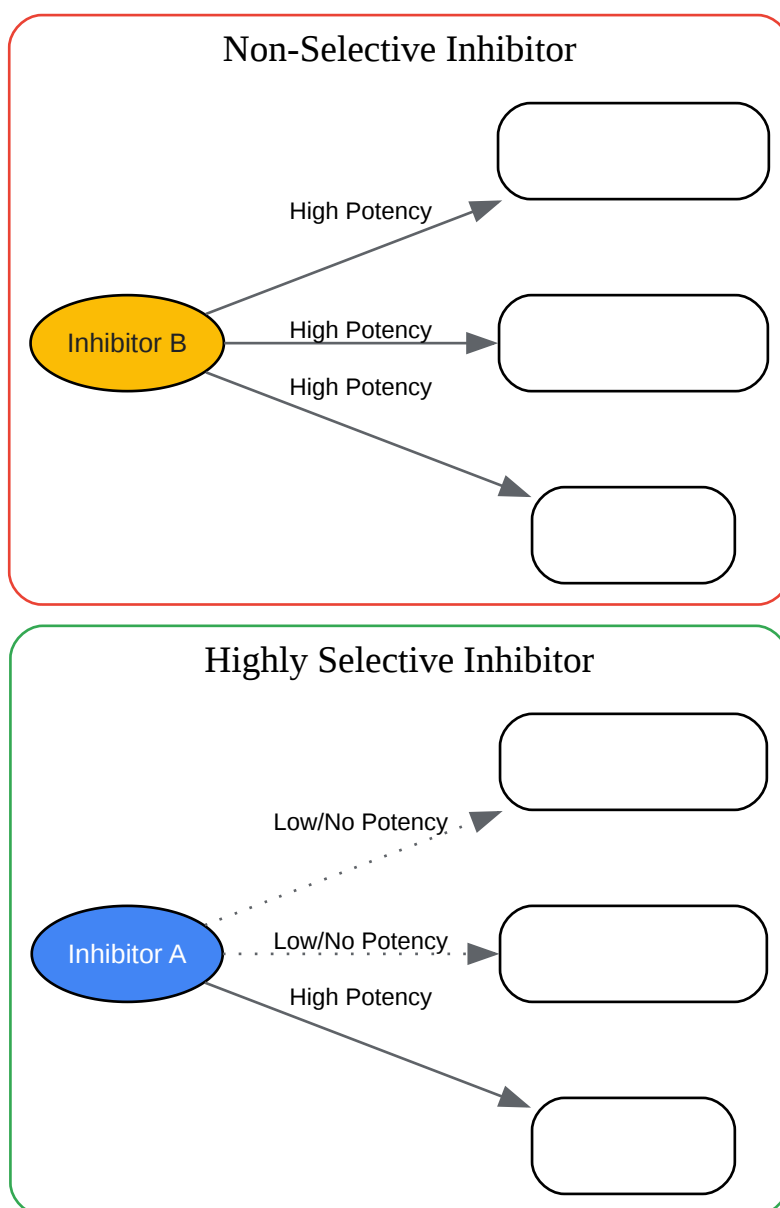 Non-Selective Inhibitor
High Potency
Inhibitor B
High Potency
High Potency
Highly Selective Inhibitor
Low/No Potency
Inhibitor A
Low/No Potency
High Potency